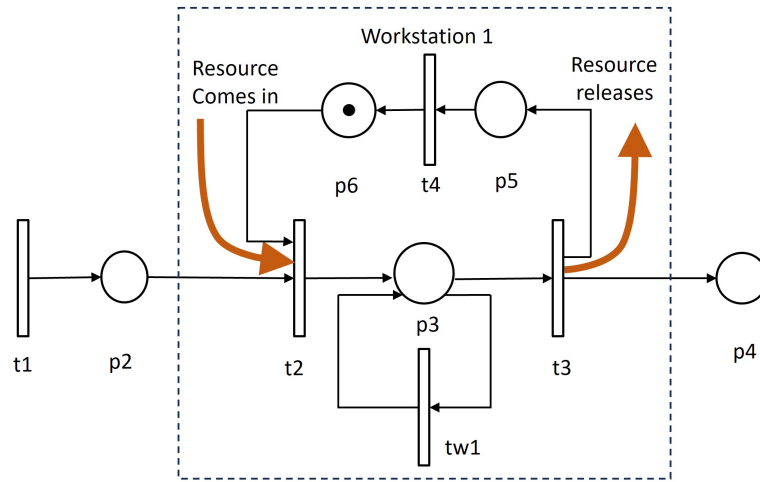 Workstation 1
Resource
Comes in
Resource
releases
p6
t4
p5
t1
p2
t2
p3
t3
p4
tw1